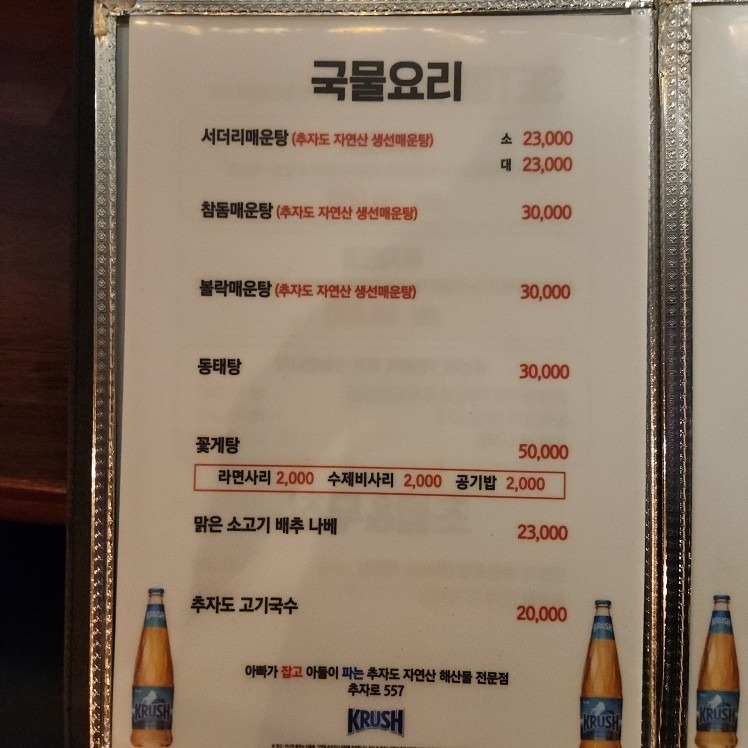 국물요리
서더리매운탕 (추자도 자연산 생선매운탕) 소 23,000
대 23,000
참돔매운탕 (추자도 자연산 생선매운탕) 30,000
볼락매운탕 (추자도 자연산 생선매운탕) 30,000
동태탕 30,000
꽃게탕 50,000
라면사리 2,000 수제비사리 2,000 공기밥 2,000
맑은 소고기 배추 나베 23,000
추자도 고기국수 20,000
아빠가 잡고 아들이 파는 추자도 자연산 해산물 전문점
추자로 557
KRUSH
KRUSH
KRUSH
KRUSH